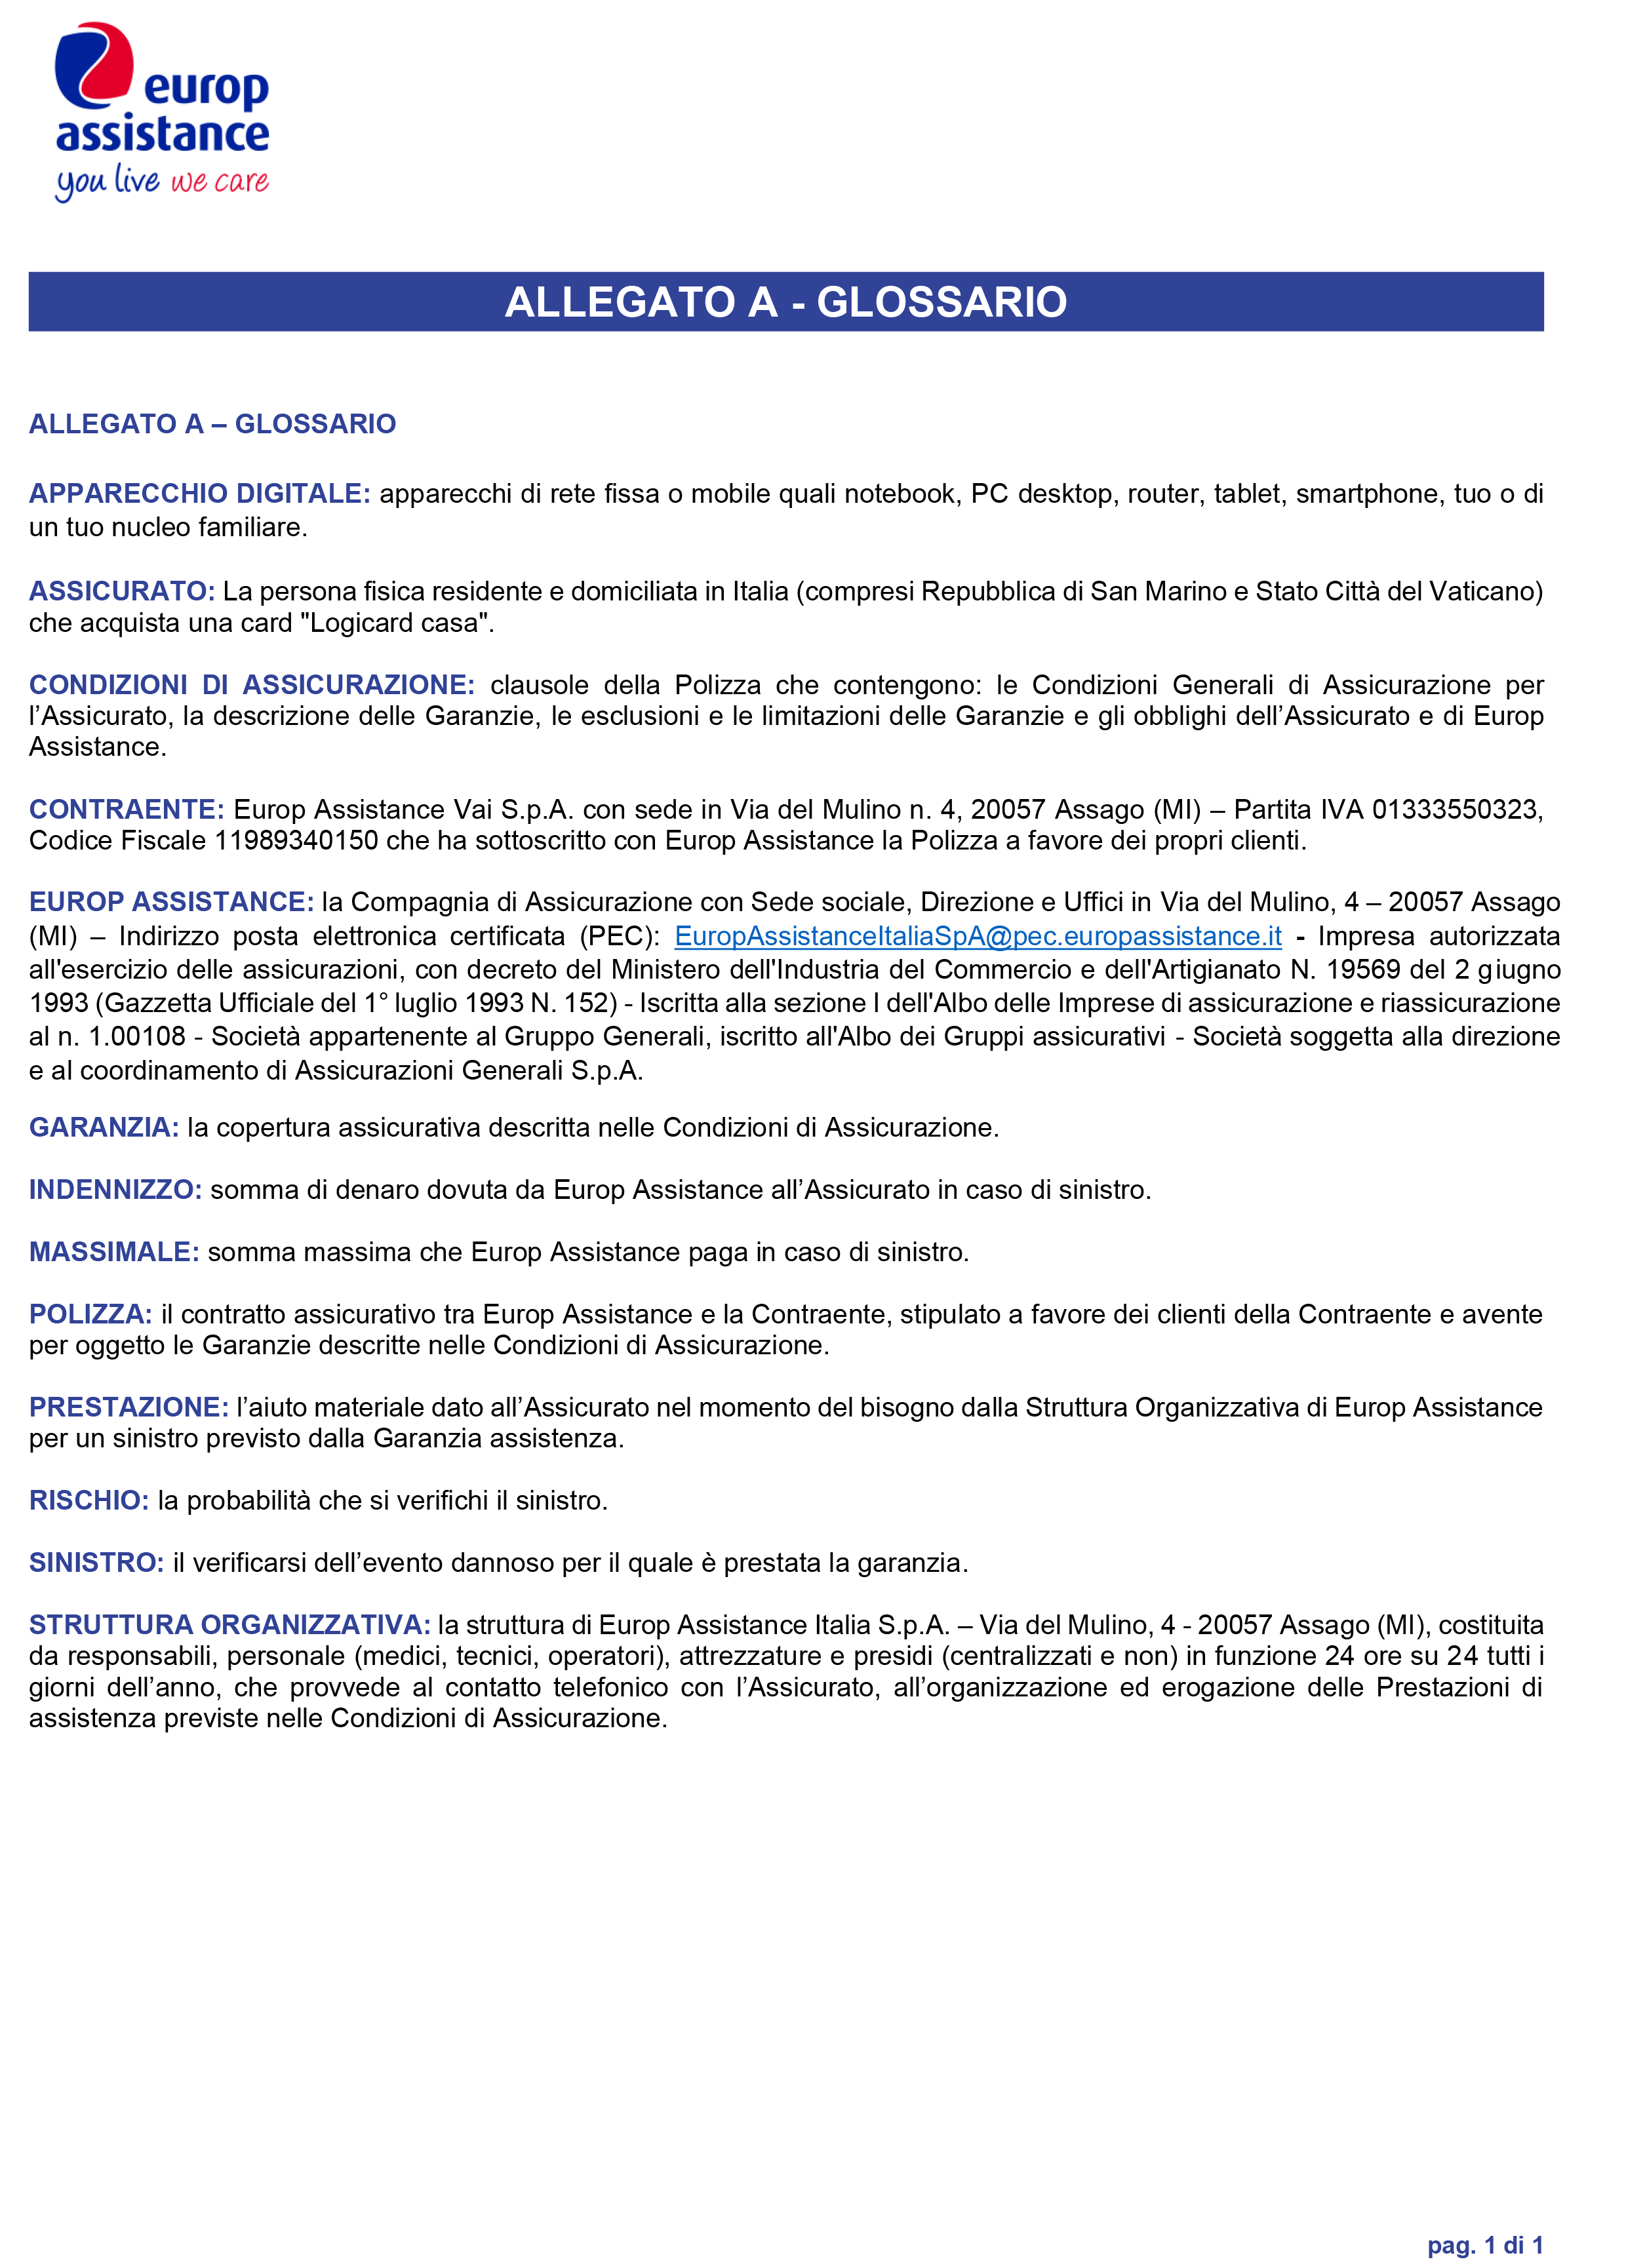 europ
assistance
you live we care
ALLEGATO A - GLOSSARIO
ALLEGATO A – GLOSSARIO
APPARECCHIO DIGITALE: apparecchi di rete fissa o mobile quali notebook, PC desktop, router, tablet, smartphone, tuo o di
un tuo nucleo familiare.
ASSICURATO: La persona fisica residente e domiciliata in Italia (compresi Repubblica di San Marino e Stato Città del Vaticano)
che acquista una card "Logicard casa".
CONDIZIONI DI ASSICURAZIONE: clausole della Polizza che contengono: le Condizioni Generali di Assicurazione per
l’Assicurato, la descrizione delle Garanzie, le esclusioni e le limitazioni delle Garanzie e gli obblighi dell’Assicurato e di Europ
Assistance.
CONTRAENTE: Europ Assistance Vai S.p.A. con sede in Via del Mulino n. 4, 20057 Assago (MI) – Partita IVA 01333550323,
Codice Fiscale 11989340150 che ha sottoscritto con Europ Assistance la Polizza a favore dei propri clienti.
EUROP ASSISTANCE: la Compagnia di Assicurazione con Sede sociale, Direzione e Uffici in Via del Mulino, 4 – 20057 Assago
(MI) – Indirizzo posta elettronica certificata (PEC): EuropAssistanceItaliaSpA@pec.europassistance.it - Impresa autorizzata
all'esercizio delle assicurazioni, con decreto del Ministero dell'Industria del Commercio e dell'Artigianato N. 19569 del 2 giugno
1993 (Gazzetta Ufficiale del 1° luglio 1993 N. 152) - Iscritta alla sezione I dell'Albo delle Imprese di assicurazione e riassicurazione
al n. 1.00108 - Società appartenente al Gruppo Generali, iscritto all'Albo dei Gruppi assicurativi - Società soggetta alla direzione
e al coordinamento di Assicurazioni Generali S.p.A.
GARANZIA: la copertura assicurativa descritta nelle Condizioni di Assicurazione.
INDENNIZZO: somma di denaro dovuta da Europ Assistance all’Assicurato in caso di sinistro.
MASSIMALE: somma massima che Europ Assistance paga in caso di sinistro.
POLIZZA: il contratto assicurativo tra Europ Assistance e la Contraente, stipulato a favore dei clienti della Contraente e avente
per oggetto le Garanzie descritte nelle Condizioni di Assicurazione.
PRESTAZIONE: l’aiuto materiale dato all’Assicurato nel momento del bisogno dalla Struttura Organizzativa di Europ Assistance
per un sinistro previsto dalla Garanzia assistenza.
RISCHIO: la probabilità che si verifichi il sinistro.
SINISTRO: il verificarsi dell’evento dannoso per il quale è prestata la garanzia.
STRUTTURA ORGANIZZATIVA: la struttura di Europ Assistance Italia S.p.A. – Via del Mulino, 4 - 20057 Assago (MI), costituita
da responsabili, personale (medici, tecnici, operatori), attrezzature e presidi (centralizzati e non) in funzione 24 ore su 24 tutti i
giorni dell’anno, che provvede al contatto telefonico con l’Assicurato, all’organizzazione ed erogazione delle Prestazioni di
assistenza previste nelle Condizioni di Assicurazione.
pag. 1 di 1